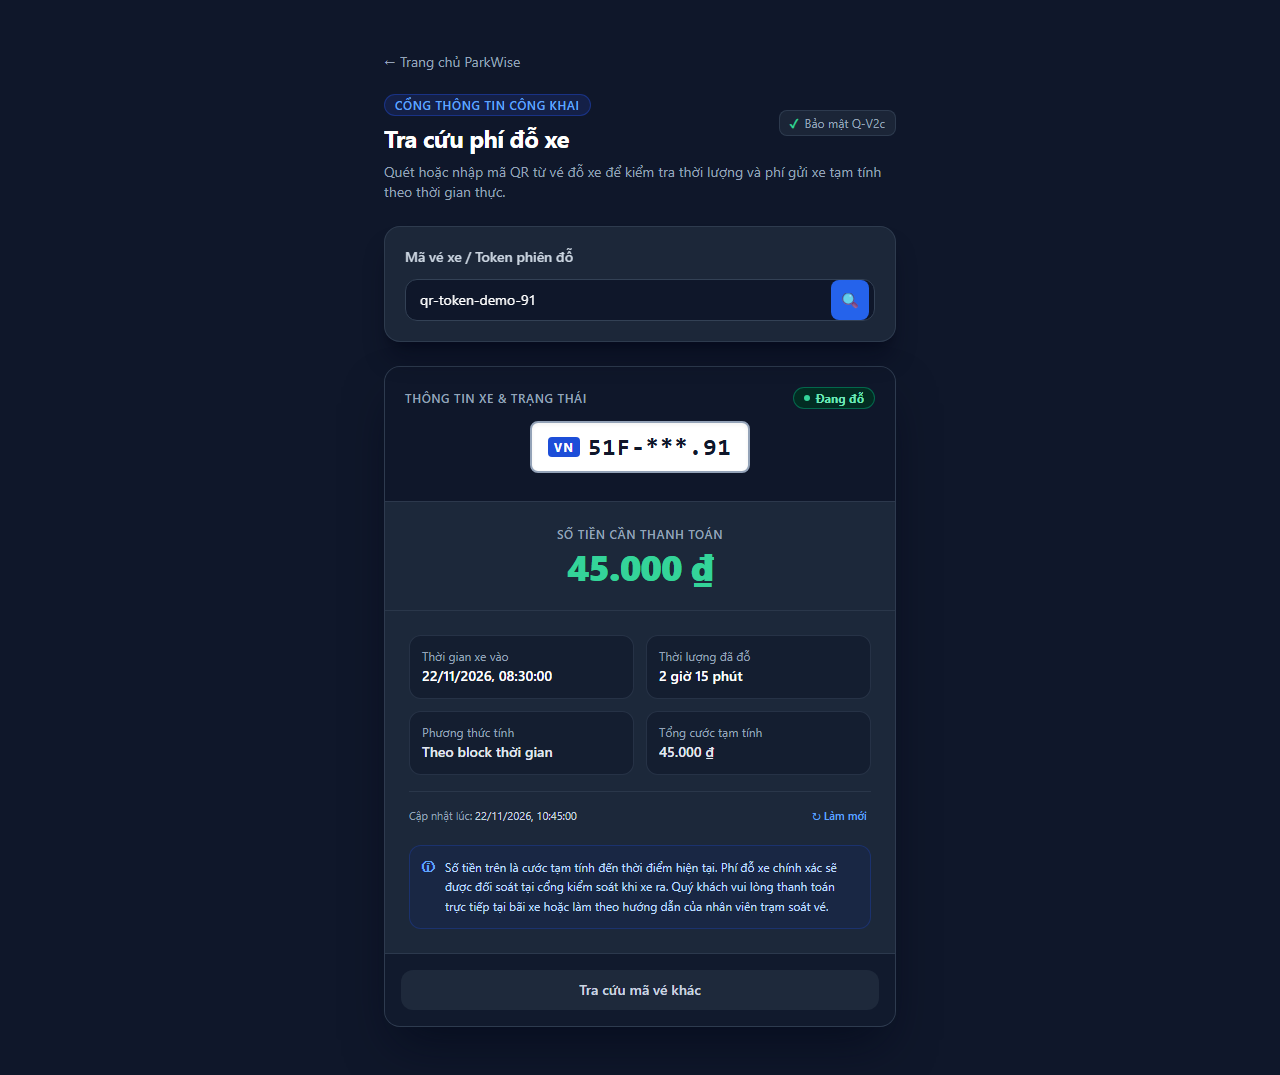 ← Trang chủ ParkWise
CỔNG THÔNG TIN CÔNG KHAI
Tra cứu phí đỗ xe
✓ Bảo mật Q-V2c
Quét hoặc nhập mã QR từ vé đỗ xe để kiểm tra thời lượng và phí gửi xe tạm tính
theo thời gian thực.
Mã vé xe / Token phiên đỗ
qr-token-demo-91
THÔNG TIN XE & TRẠNG THÁI
Đang đỗ
VN 51F-***.91
SỐ TIỀN CẦN THANH TOÁN
45.000 ₫
Thời gian xe vào
22/11/2026, 08:30:00
Thời lượng đã đỗ
2 giờ 15 phút
Phương thức tính
Theo block thời gian
Tổng cước tạm tính
45.000 ₫
Cập nhật lúc: 22/11/2026, 10:45:00
↻ Làm mới
Số tiền trên là cước tạm tính đến thời điểm hiện tại. Phí đỗ xe chính xác sẽ
được đối soát tại cổng kiểm soát khi xe ra. Quý khách vui lòng thanh toán
trực tiếp tại bãi xe hoặc làm theo hướng dẫn của nhân viên trạm soát vé.
Tra cứu mã vé khác